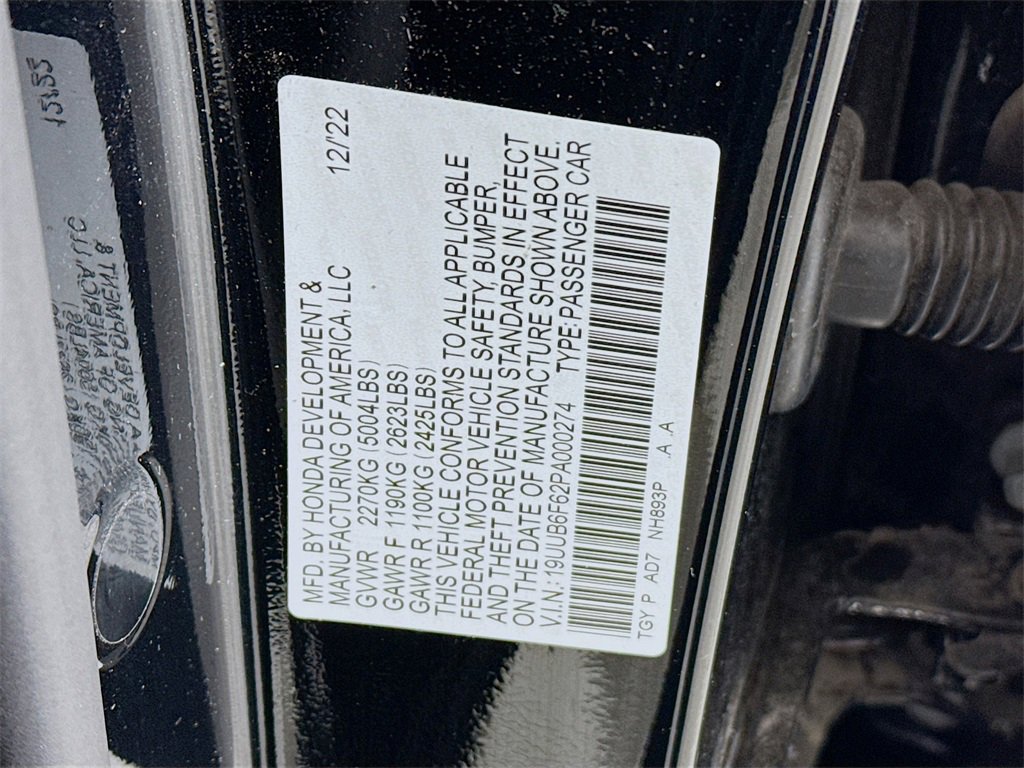 MFD. BY HONDA DEVELOPMENT &
MANUFACTURING OF AMERICA, LLC 12/'22
GVWR 2270KG (5004LBS)
GAWR F 1190KG (2623LBS)
GAWR R 1100KG (2425LBS)
THIS VEHICLE CONFORMS TO ALL APPLICABLE
FEDERAL MOTOR VEHICLE SAFETY, BUMPER,
AND THEFT PREVENTION STANDARDS IN EFFECT
ON THE DATE OF MANUFACTURE SHOWN ABOVE.
V.I.N.: 19UUB6F62PA000274 TYPE:PASSENGER CAR
TGY P AD7 NH893P .A.A